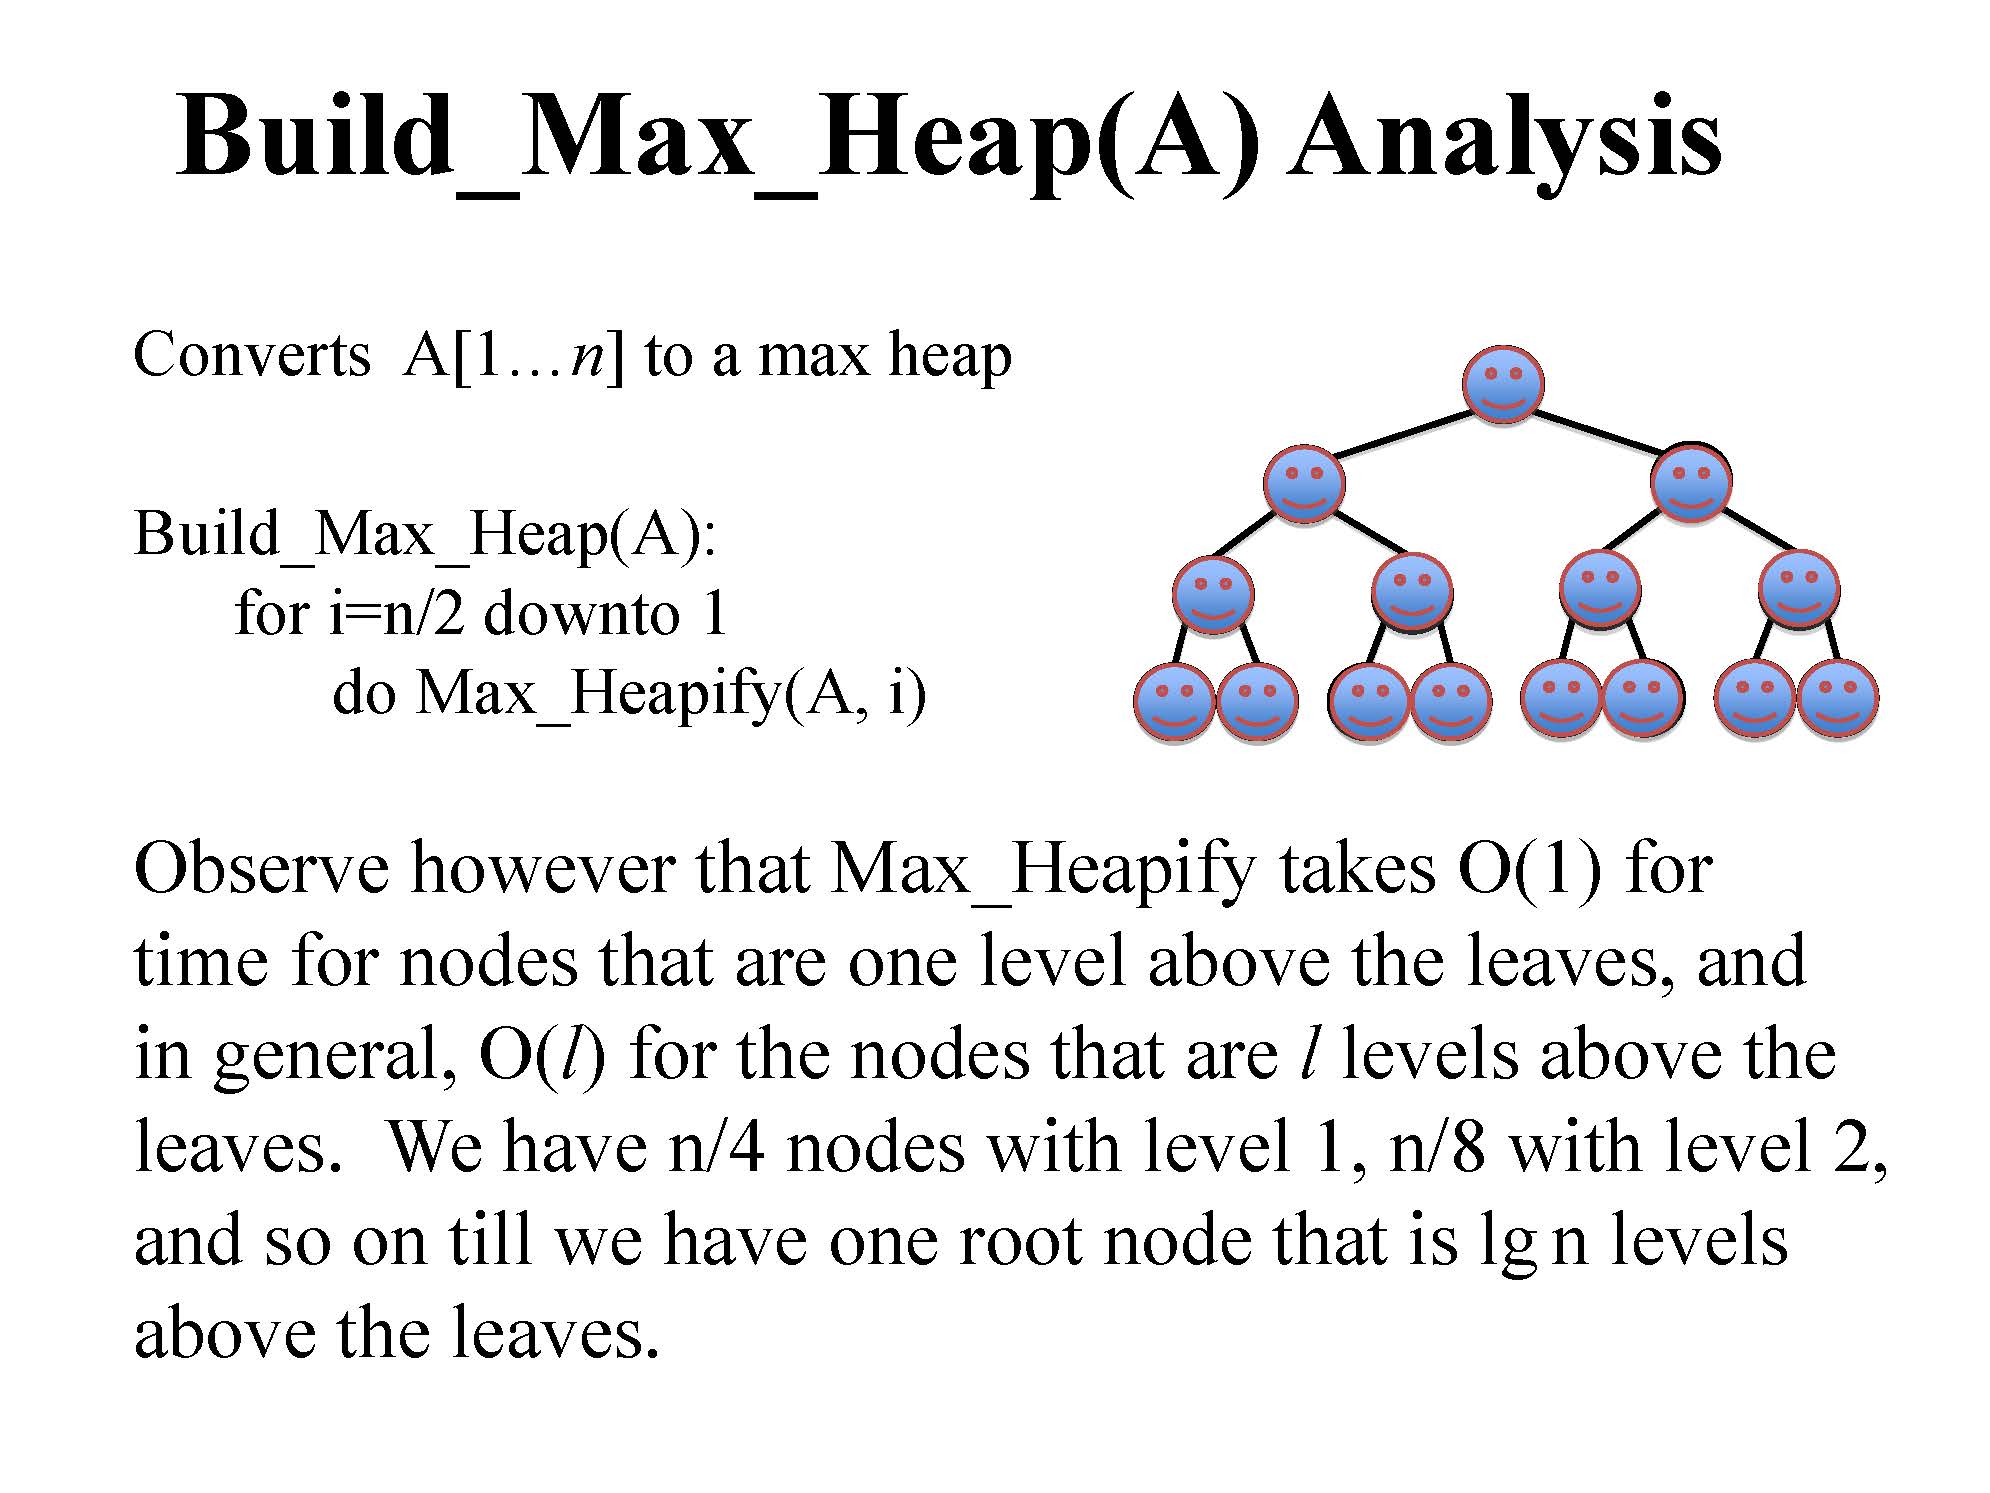 Build_Max_Heap(A) Analysis
Converts A[1…n] to a max heap
Build_Max_Heap(A):
for i=n/2 downto 1
do Max_Heapify(A, i)
Observe however that Max_Heapify takes O(1) for
time for nodes that are one level above the leaves, and
in general, O(l) for the nodes that are l levels above the
leaves. We have n/4 nodes with level 1, n/8 with level 2,
and so on till we have one root node that is lg n levels
above the leaves.